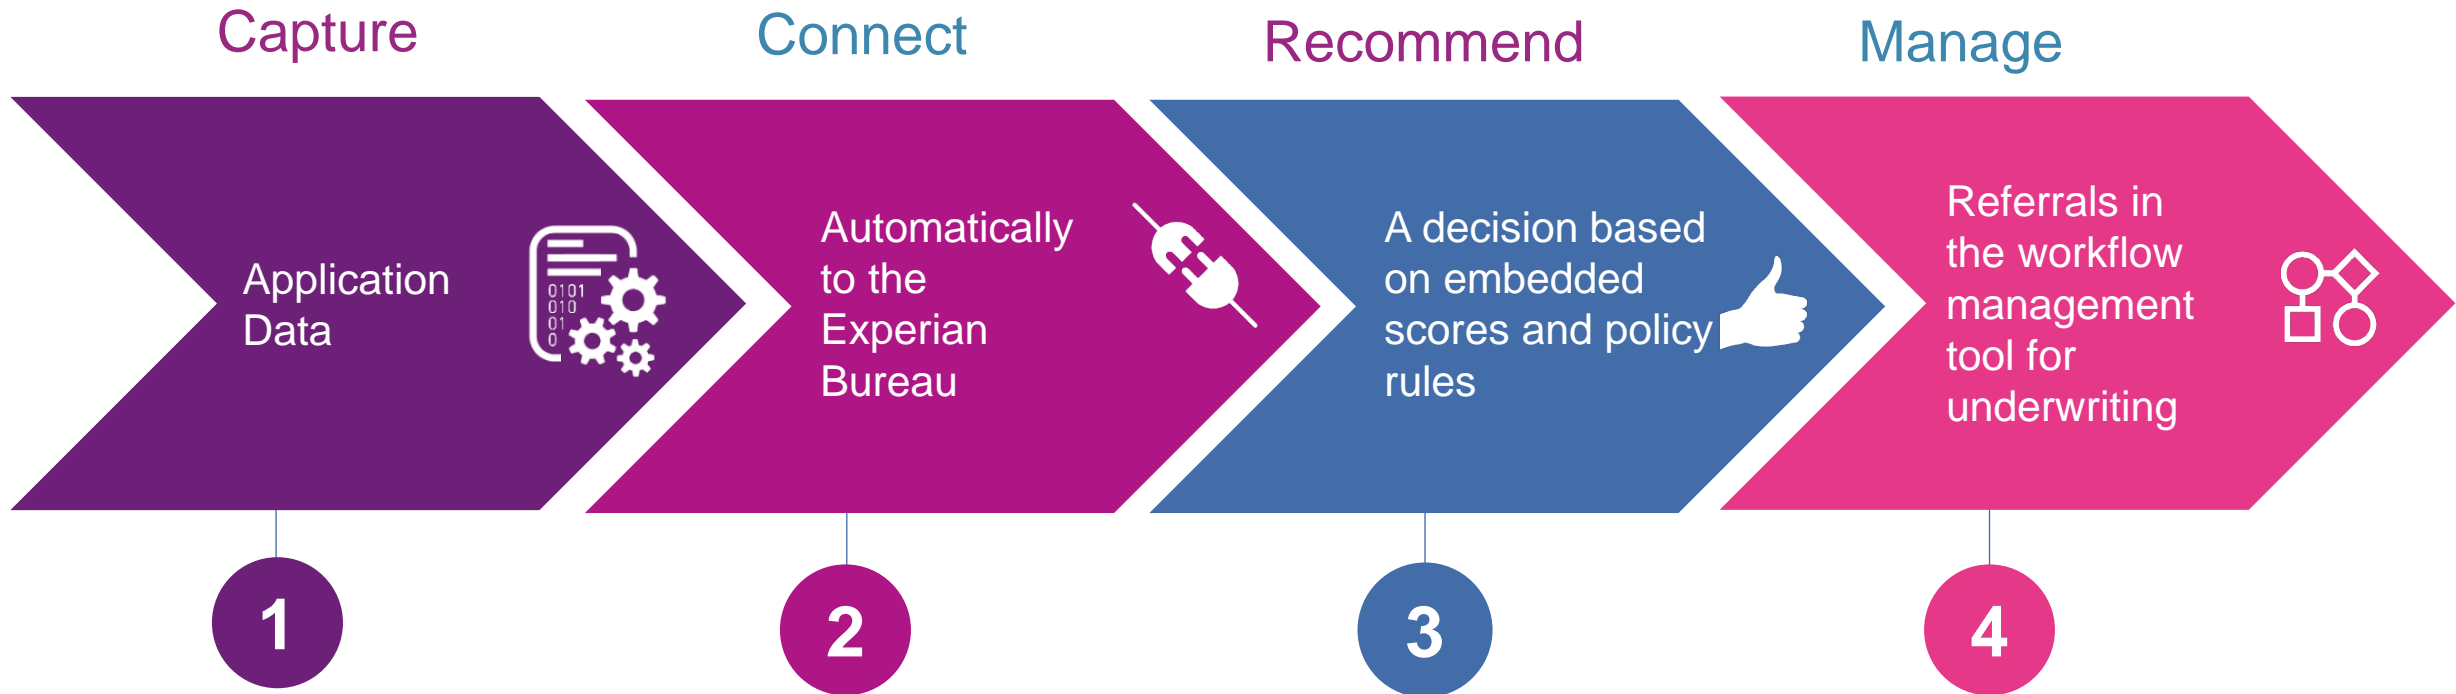 Capture
Connect
Recommend
Manage
Application
Data
0101
010
01
0
Automatically
to the
Experian
Bureau
A decision based
on embedded
scores and policy
rules
Referrals in
the workflow
management
tool for
underwriting
1
2
3
4